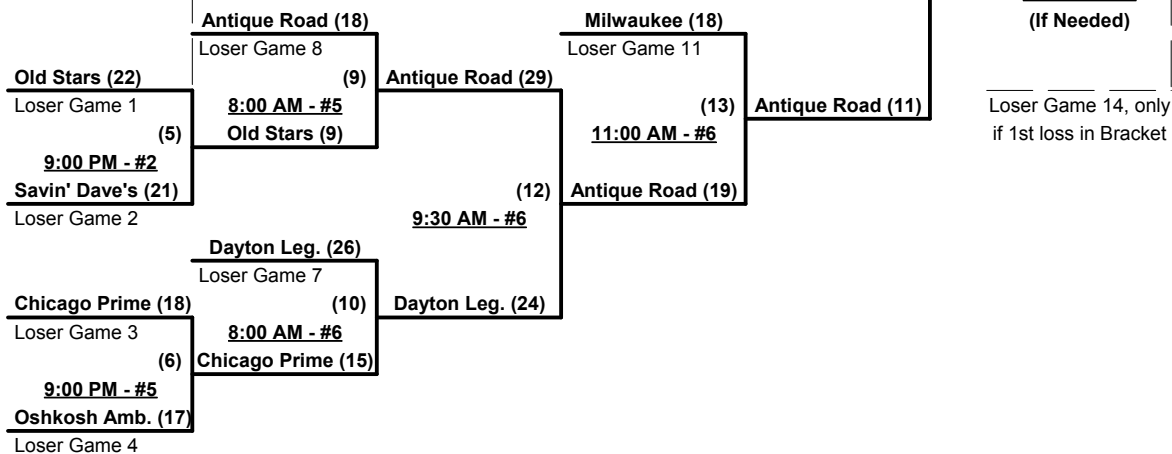 Antique Road (18)
Milwaukee (18)
(If Needed)
Loser Game 8
Loser Game 11
Old Stars (22)
(9)
Antique Road (29)
Loser Game 1
8:00 AM - #5
(13)
Antique Road (11)
Loser Game 14, only
(5)
Old Stars (9)
11:00 AM - #6
if 1st loss in Bracket
9:00 PM - #2
Savin' Dave's (21)
(12)
Antique Road (19)
Loser Game 2
9:30 AM - #6
Dayton Leg. (26)
Loser Game 7
Chicago Prime (18)
(10)
Dayton Leg. (24)
Loser Game 3
8:00 AM - #6
(6)
Chicago Prime (15)
9:00 PM - #5
Oshkosh Amb. (17)
Loser Game 4